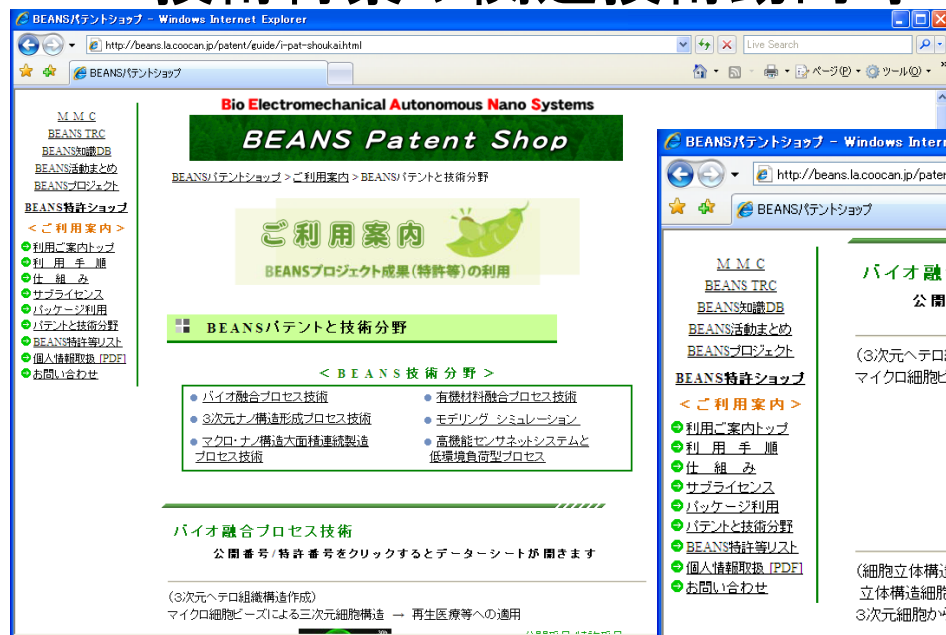 BEANSパテントショップ - Windows Internet Explorer
http://beans.la.coocan.jp/patent/guide/i-pat-shoukai.html
Live Search
BEANSパテントショップ
ページ(P) ツール(O)
M M C
BEANS TRC
BEANS知識DB
BEANS活動まとめ
BEANSプロジェクト
BEANS特許ショップ
<ご利用案内>
利用ご案内トップ
利 用 手 順
仕 組 み
サブライセンス
パッケージ利用
パテントと技術分野
BEANS特許等リスト
個人情報取扱 [PDF]
お問い合わせ
Bio Electromechanical Autonomous Nano Systems
BEANS Patent Shop
BEANSパテントショップ > ご利用案内 > BEANSパテントと技術分野
ご利用案内
BEANSプロジェクト成果(特許等)の利用
BEANSパテントと技術分野
<BEANS技術分野>
バイオ融合プロセス技術
有機材料融合プロセス技術
3次元ナノ構造形成プロセス技術
モデリング シミュレーション
マクロ・ナノ構造大面積連続製造
プロセス技術
高機能センサネットシステムと
低環境負荷型プロセス
バイオ融合プロセス技術
公開番号/特許番号をクリックするとデーターシートが開きます
(3次元ヘテロ組織構造作成)
マイクロ細胞ビーズによる三次元細胞構造 → 再生医療等への適用
BEANSパテントショップ - Windows Intern
http://beans.la.coocan.jp/paten
BEANSパテントショップ
M M C
BEANS TRC
BEANS知識DB
BEANS活動まとめ
BEANSプロジェクト
BEANS特許ショップ
<ご利用案内>
利用ご案内トップ
利 用 手 順
仕 組 み
サブライセンス
パッケージ利用
パテントと技術分野
BEANS特許等リスト
個人情報取扱 [PDF]
お問い合わせ
バイオ融
公開
(3次元ヘテロ
マイクロ細胞ビ
(細胞立体構造
立体構造細胞
3次元細胞か